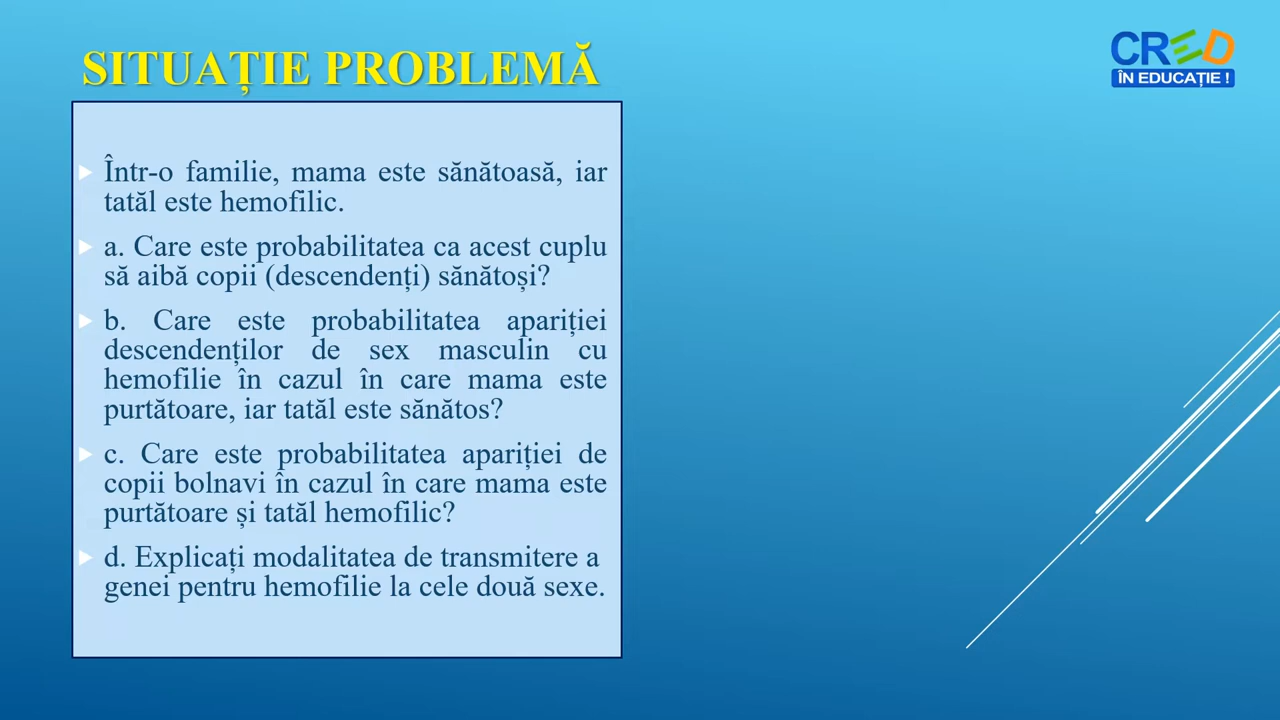 SITUAȚIE PROBLEMĂ
CRED
ÎN EDUCAȚIE !
Într-o familie, mama este sănătoasă, iar
tatăl este hemofilic.
a. Care este probabilitatea ca acest cuplu
să aibă copii (descendenți) sănătoși?
b. Care este probabilitatea apariției
descendenților de sex masculin cu
hemofilie în cazul în care mama este
purtătoare, iar tatăl este sănătos?
c. Care este probabilitatea apariției de
copii bolnavi în cazul în care mama este
purtătoare și tatăl hemofilic?
d. Explicați modalitatea de transmitere a
genei pentru hemofilie la cele două sexe.